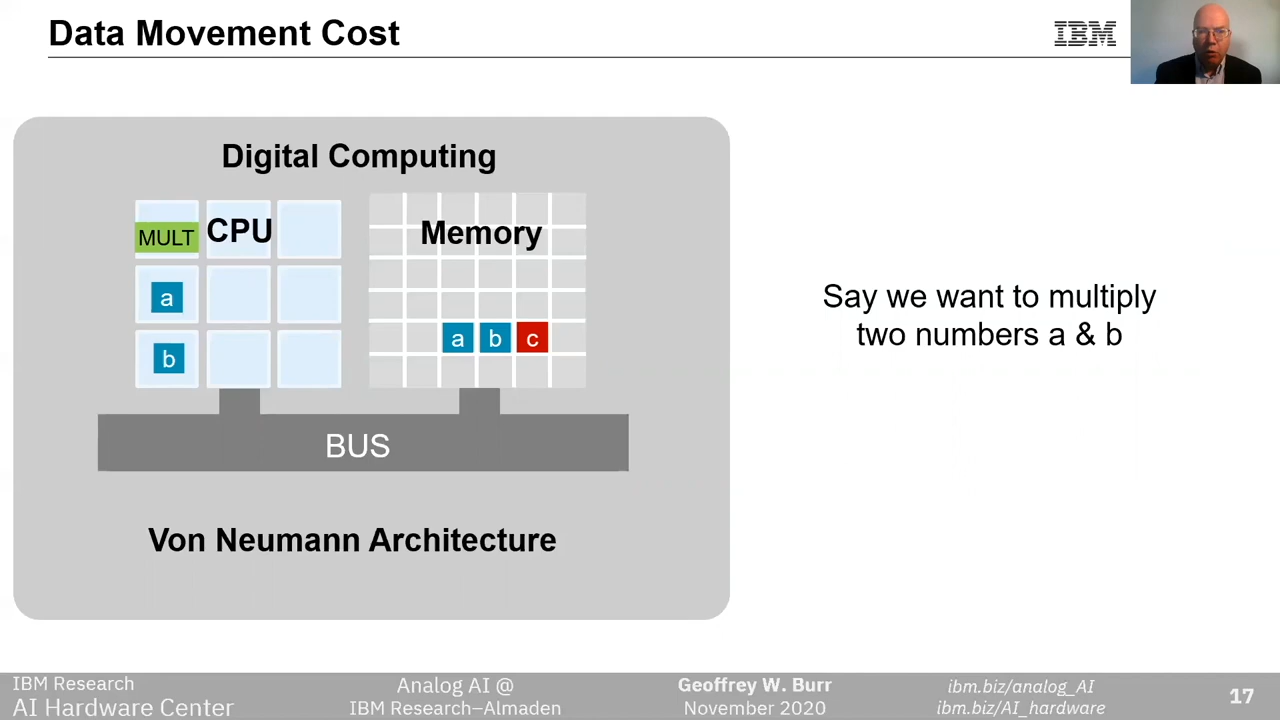 Data Movement Cost
IBM
Digital Computing
MULT
CPU
Memory
a
b
a b c
BUS
Von Neumann Architecture
Say we want to multiply
two numbers a & b
IBM Research
AI Hardware Center
Analog AI @
IBM Research–Almaden
Geoffrey W. Burr
November 2020
ibm.biz/analog_AI
ibm.biz/AI_hardware
17